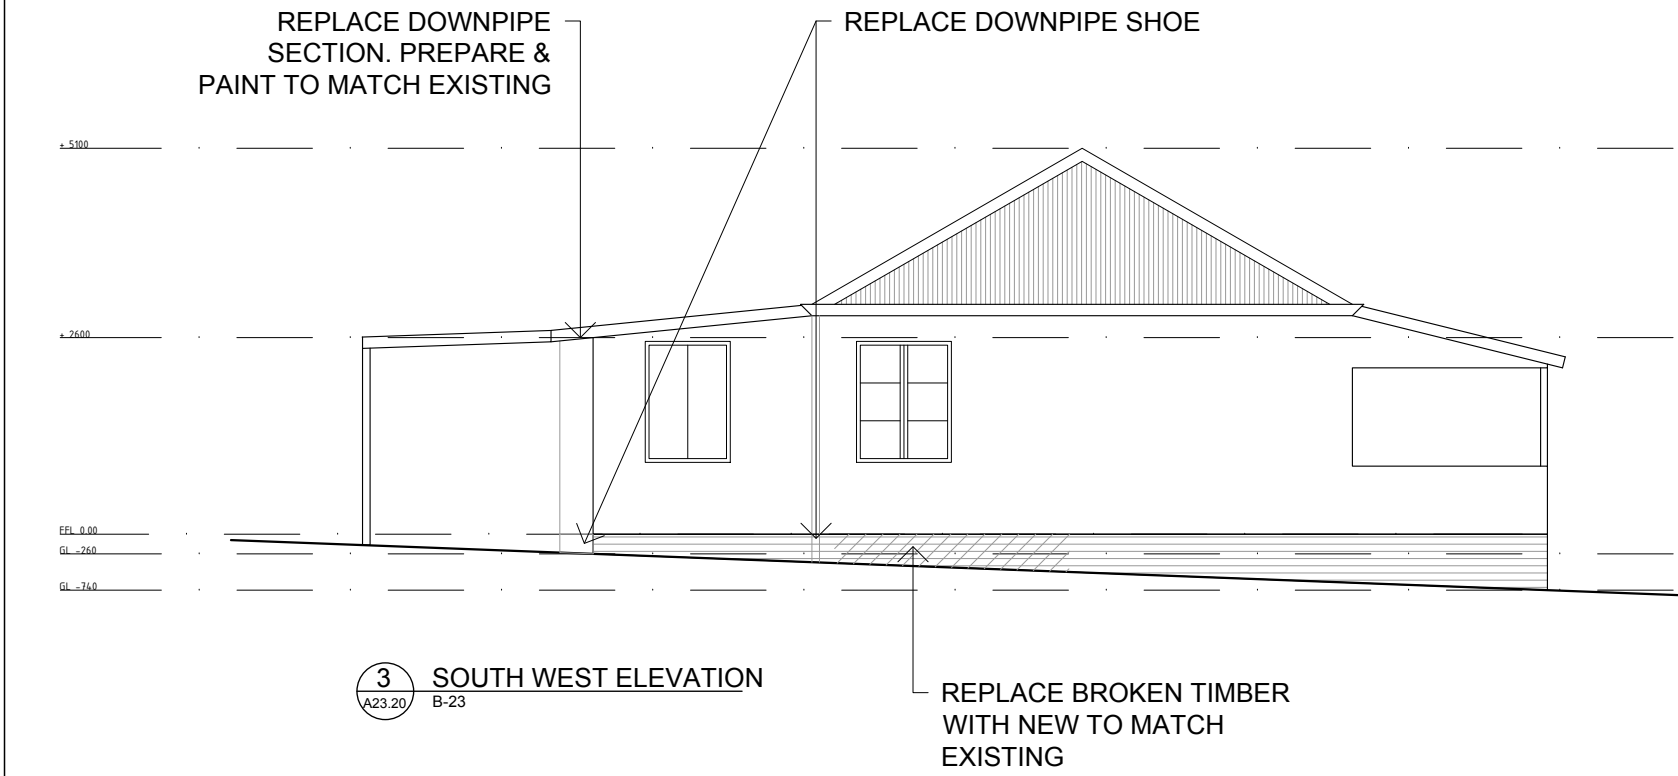 REPLACE DOWNPIPE
SECTION. PREPARE &
PAINT TO MATCH EXISTING
REPLACE DOWNPIPE SHOE
+ 5100
+ 2600
FFL 0.00
GL -260
GL -740
3
A23.20
SOUTH WEST ELEVATION
B-23
REPLACE BROKEN TIMBER
WITH NEW TO MATCH
EXISTING